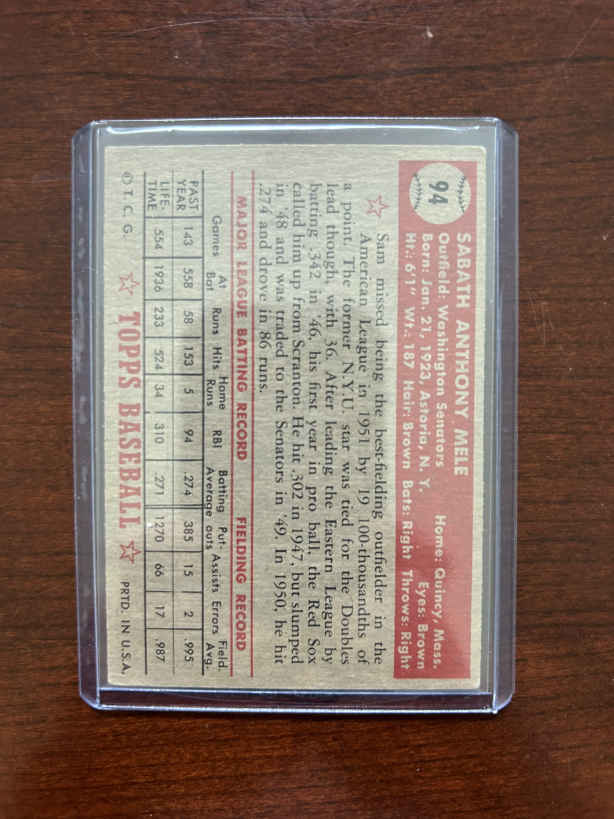 94
SABATH ANTHONY MELE
Outfield: Washington Senators Home: Quincy, Mass.
Born: Jan. 21, 1923, Astoria, N. Y. Eyes: Brown
Ht.: 6'1" Wt.: 187 Hair: Brown Bats: Right Throws: Right
Sam missed being the best-fielding outfielder in the
American League in 1951 by 19 100-thousandths of
a point. The former N.Y.U. star was tied for the Doubles
lead though, with 36. After leading the Eastern League by
batting .342 in '46, his first year in pro ball, the Red Sox
called him up from Scranton. He hit .302 in 1947, but slumped
in '48 and was traded to the Senators in '49. In 1950, he hit
.274 and drove in 86 runs.
MAJOR LEAGUE BATTING RECORD FIELDING RECORD
Games At Bat Runs Hits Home Runs RBI Batting Average Put-outs Assists Errors Field. Avg.
PAST YEAR 143 558 58 153 5 94 .274 385 15 2 .995
LIFE-TIME 554 1936 233 524 34 310 .271 1270 66 17 .987
© T. C. G. TOPPS BASEBALL PRTD. IN U.S.A.